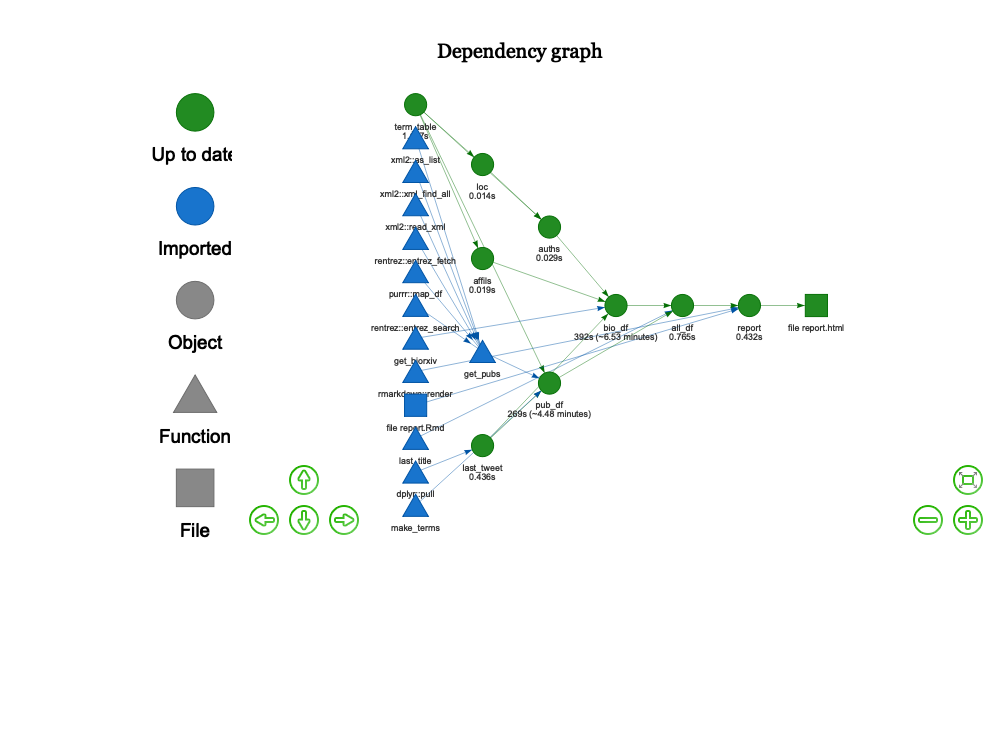 Dependency graph
Up to date
Imported
Object
Function
File
term_table
xml2::as_list
xml2::xml_find_all
xml2::read_xml
rentrez::entrez_fetch
purrr::map_df
rentrez::entrez_search
get_biorxiv
rmarkdown::render
file report.Rmd
last_title
dplyr::pull
make_terms
loc
0.014s
affils
0.019s
get_pubs
last_tweet
0.436s
auths
0.029s
pub_df
269s (~4.48 minutes)
bio_df
392s (~6.53 minutes)
all_df
0.765s
report
0.432s
file report.html